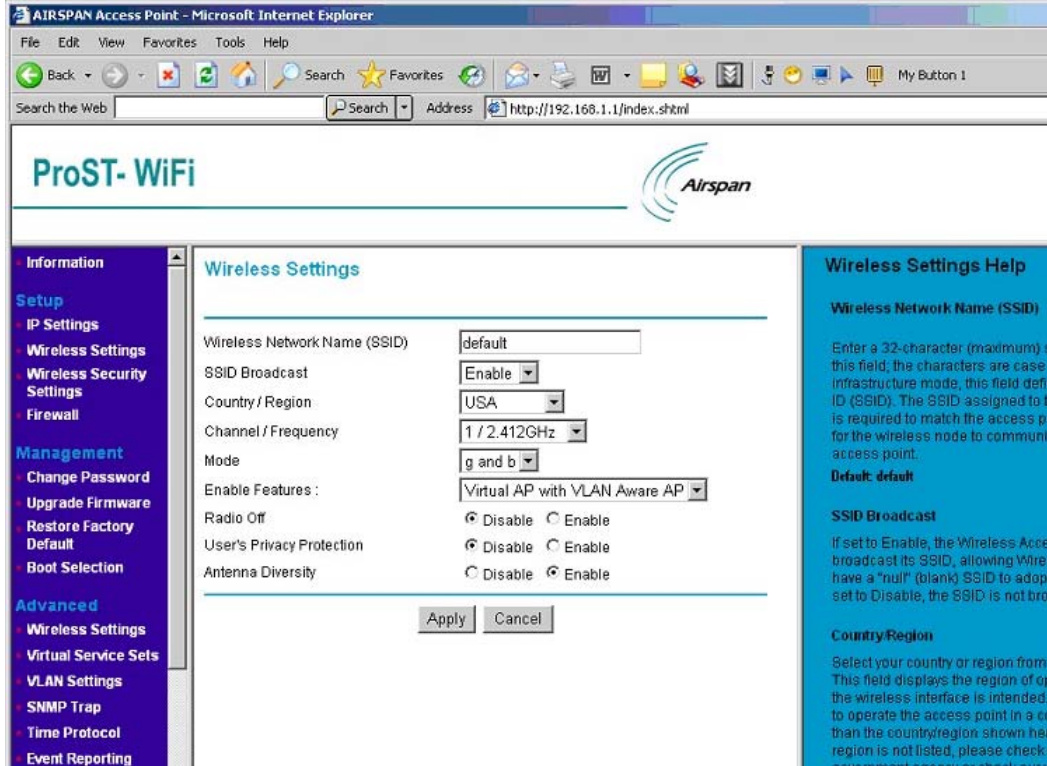 AIRSPAN Access Point - Microsoft Internet Explorer
File Edit View Favorites Tools Help
Back Search Favorites My Button 1
Search the Web Search Address http://192.168.1.1/index.shtml
ProST- WiFi
Airspan
Information
Setup
IP Settings
Wireless Settings
Wireless Security
Settings
Firewall
Management
Change Password
Upgrade Firmware
Restore Factory
Default
Boot Selection
Advanced
Wireless Settings
Virtual Service Sets
VLAN Settings
SNMP Trap
Time Protocol
Event Reporting
Wireless Settings
Wireless Network Name (SSID) default
SSID Broadcast Enable
Country / Region USA
Channel / Frequency 1 / 2.412GHz
Mode g and b
Enable Features : Virtual AP with VLAN Aware AP
Radio Off Disable Enable
User's Privacy Protection Disable Enable
Antenna Diversity Disable Enable
Apply Cancel
Wireless Settings Help
Wireless Network Name (SSID)
Enter a 32-character (maximum)
this field; the characters are case
infrastructure mode, this field
ID (SSID). The SSID assigned to
is required to match the access
for the wireless node to
access point.
Default: default
SSID Broadcast
If set to Enable, the Wireless
broadcast its SSID, allowing
have a "null" (blank) SSID to
set to Disable, the SSID is not
Country/Region
Select your country or region from
This field displays the region of
the wireless interface is intended.
to operate the access point in a
than the country/region shown
region is not listed, please check